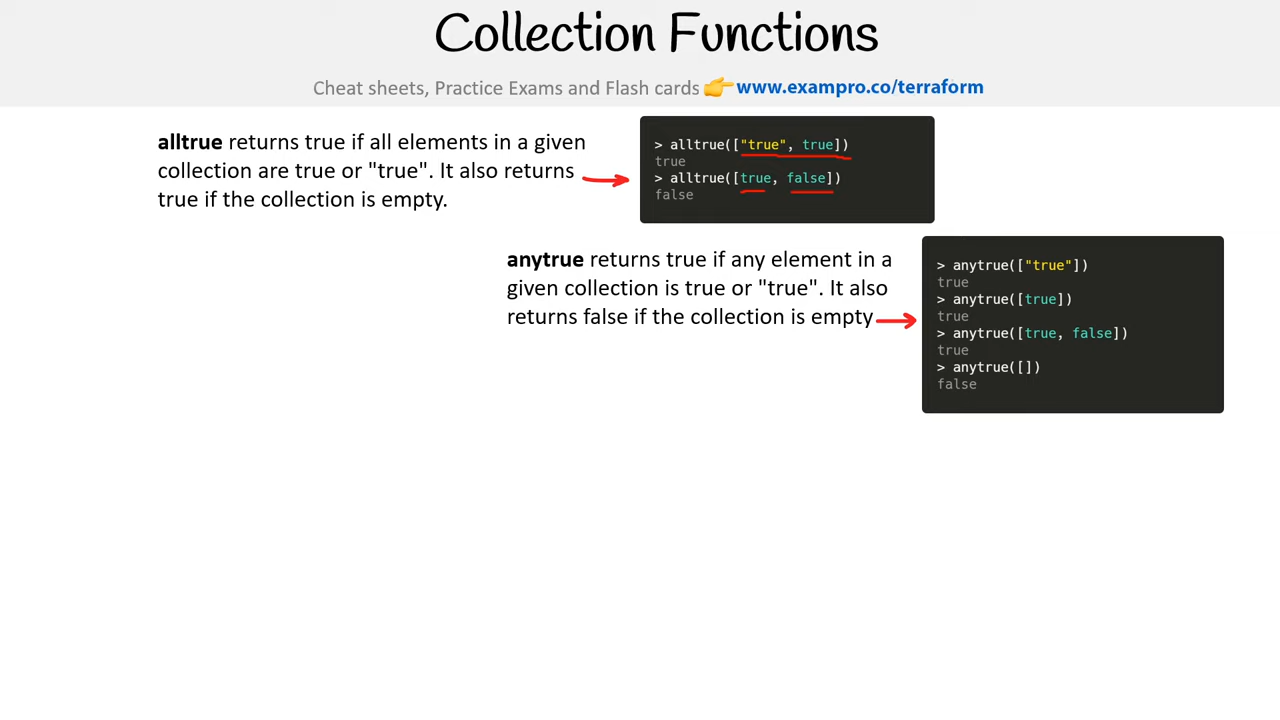 Collection Functions
Cheat sheets, Practice Exams and Flash cards 👉 www.exampro.co/terraform
alltrue returns true if all elements in a given
collection are true or "true". It also returns
true if the collection is empty.
> alltrue(["true", true])
true
> alltrue([true, false])
false
anytrue returns true if any element in a
given collection is true or "true". It also
returns false if the collection is empty
> anytrue(["true"])
true
> anytrue([true])
true
> anytrue([true, false])
true
> anytrue([])
false